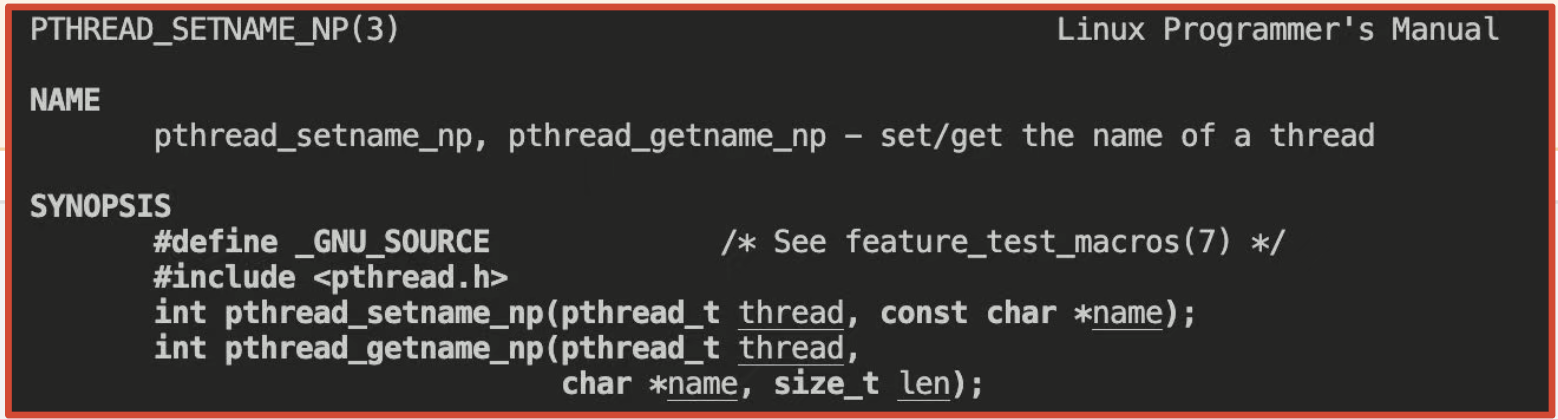 PTHREAD_SETNAME_NP(3) Linux Programmer's Manual
NAME
pthread_setname_np, pthread_getname_np – set/get the name of a thread
SYNOPSIS
#define _GNU_SOURCE /* See feature_test_macros(7) */
#include <pthread.h>
int pthread_setname_np(pthread_t thread, const char *name);
int pthread_getname_np(pthread_t thread,
char *name, size_t len);